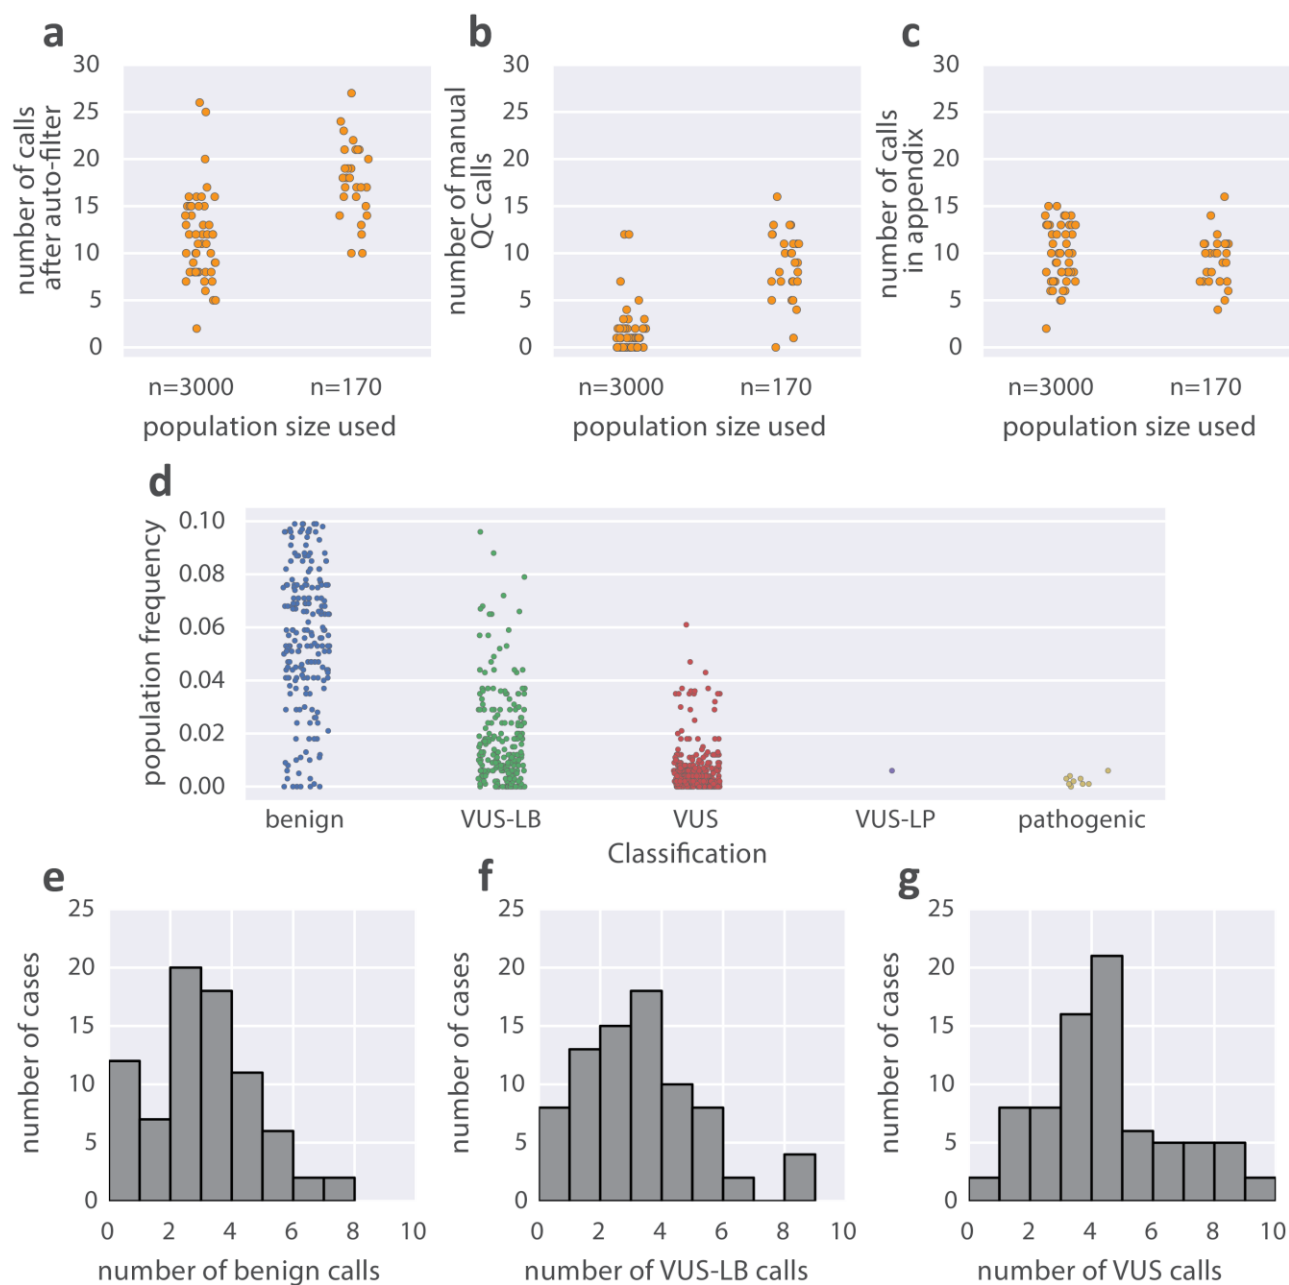 a
b
c
30
25
20
15
10
5
0
number of calls
after auto-filter
n=3000
n=170
population size used
30
25
20
15
10
5
0
number of manual
QC calls
n=3000
n=170
population size used
30
25
20
15
10
5
0
number of calls
in appendix
n=3000
n=170
population size used
d
0.10
0.08
0.06
0.04
0.02
0.00
population frequency
benign
VUS-LB
VUS
VUS-LP
pathogenic
Classification
e
25
20
15
10
5
0
number of cases
0
2
4
6
8
10
number of benign calls
f
25
20
15
10
5
0
number of cases
0
2
4
6
8
10
number of VUS-LB calls
g
25
20
15
10
5
0
number of cases
0
2
4
6
8
10
number of VUS calls